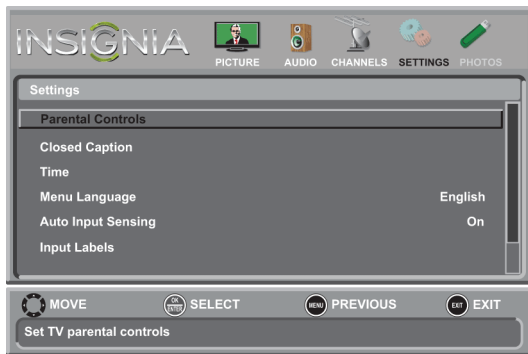 INSIGNIA
PICTURE AUDIO CHANNELS SETTINGS PHOTOS
Settings
Parental Controls
Closed Caption
Time
Menu Language English
Auto Input Sensing On
Input Labels
MOVE OK ENTER SELECT MENU PREVIOUS EXIT EXIT
Set TV parental controls